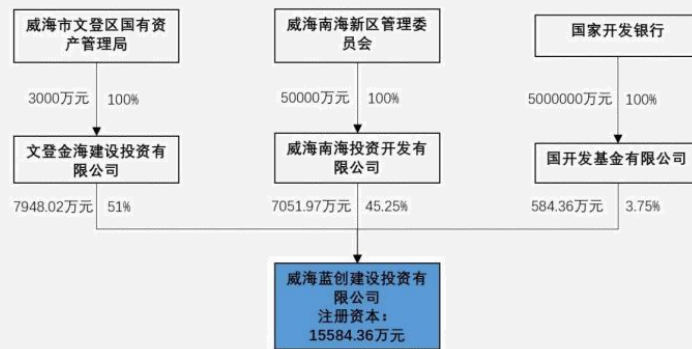 威海市文登区国有资
产管理局
威海南海新区管理委
员会
国家开发银行
3000万元
100%
50000万元
100%
5000000万元
100%
文登金海建设投资有
限公司
威海南海投资开发有
限公司
国开发基金有限公司
7948.02万元
51%
7051.97万元
45.25%
584.36万元
3.75%
威海蓝创建设投资有
限公司
注册资本：
15584.36万元